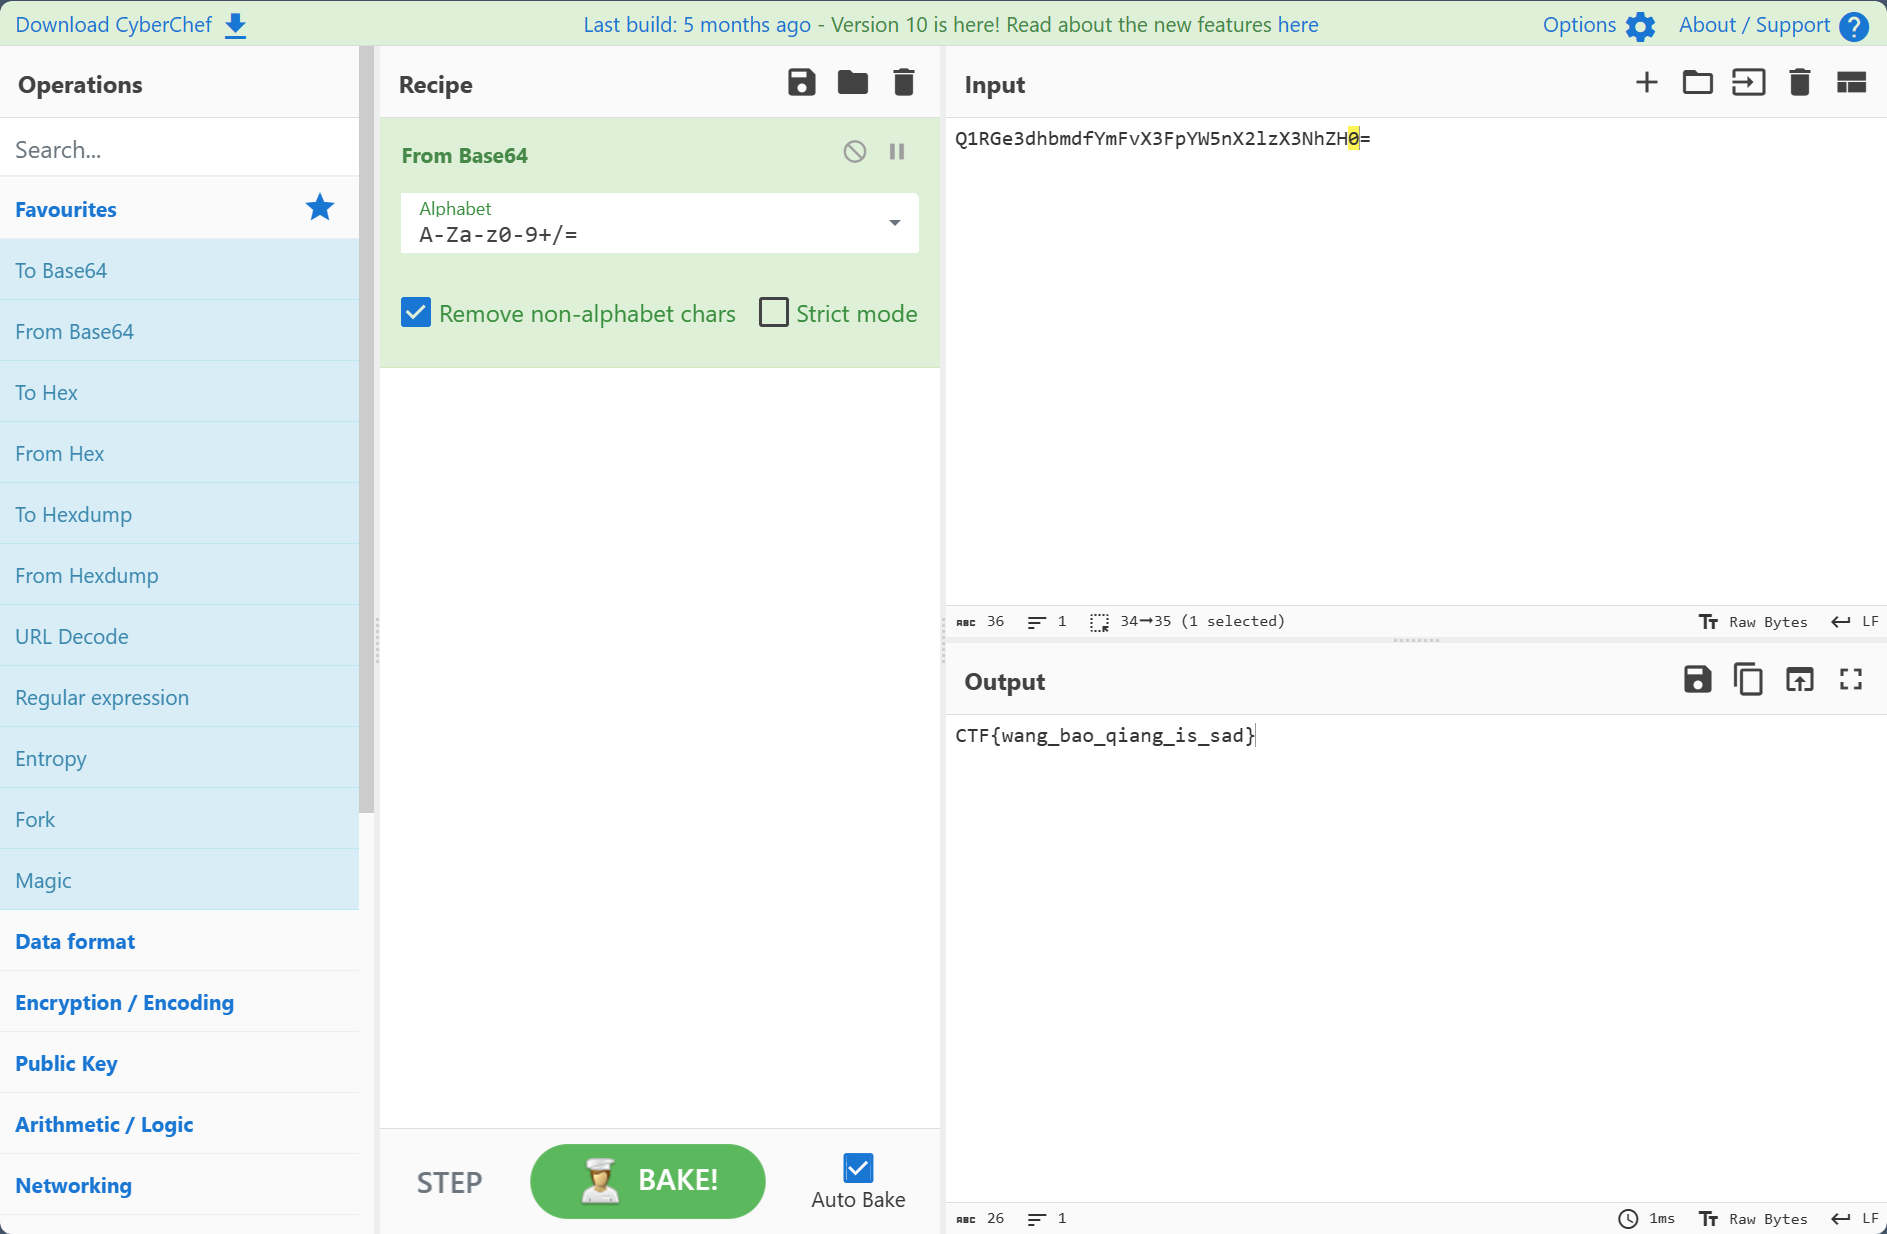 Download CyberChef
Last build: 5 months ago - Version 10 is here! Read about the new features here
Options
About / Support
Operations
Search...
Favourites
To Base64
From Base64
To Hex
From Hex
To Hexdump
From Hexdump
URL Decode
Regular expression
Entropy
Fork
Magic
Data format
Encryption / Encoding
Public Key
Arithmetic / Logic
Networking
Recipe
From Base64
Alphabet
A-Za-z0-9+/=
Remove non-alphabet chars
Strict mode
STEP
BAKE!
Auto Bake
Input
Q1RGe3dhbmdfYmFvX3FpYW5nX2lzX3NhZH0=
ABC 36 1 34→35 (1 selected)
Tт Raw Bytes LF
Output
CTF{wang_bao_qiang_is_sad}
ABC 26 1
1ms Tт Raw Bytes LF